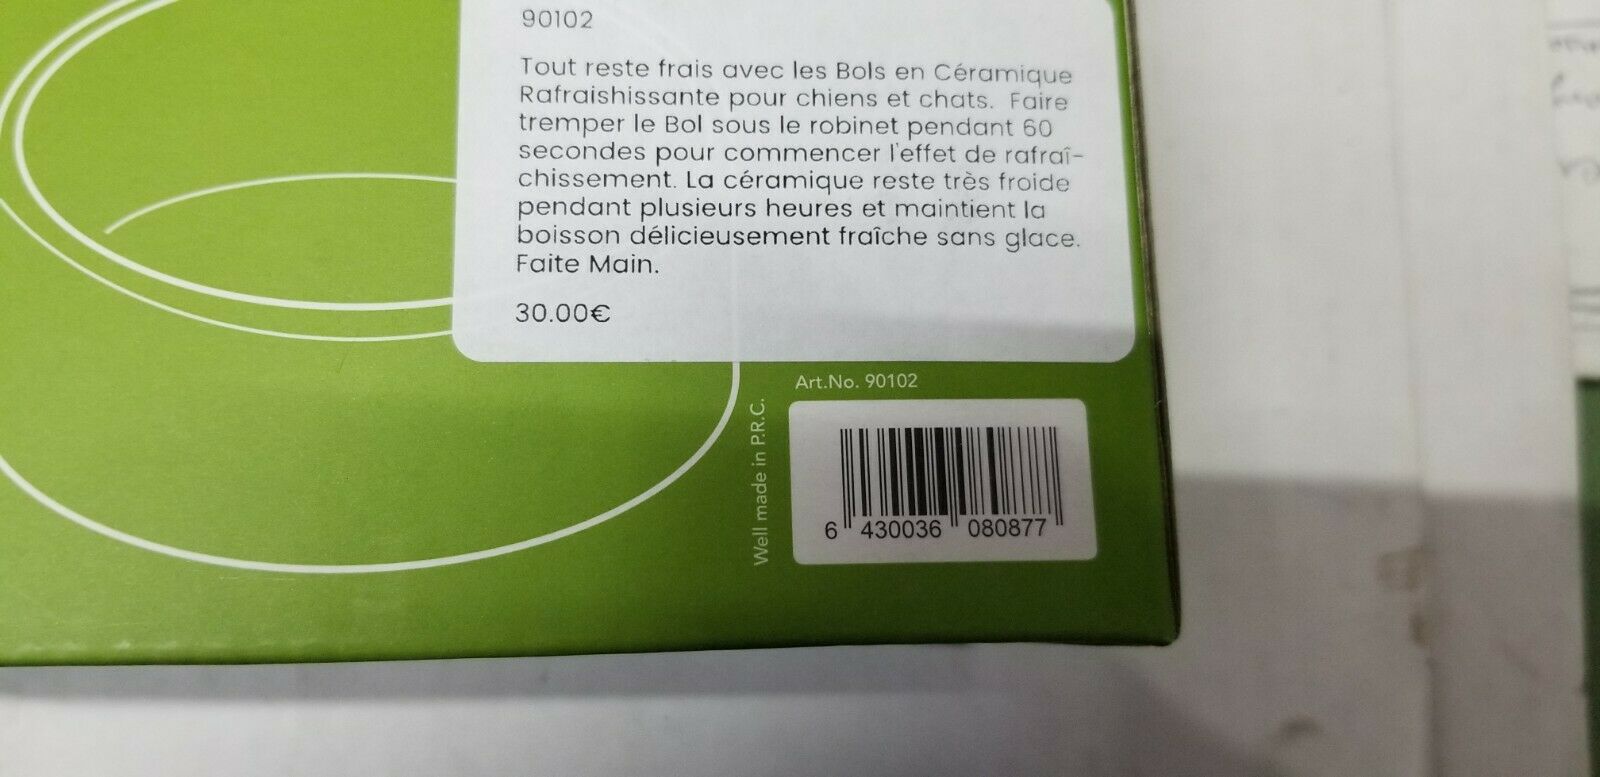 90102
Tout reste frais avec les Bols en Céramique
Rafraishissante pour chiens et chats. Faire
tremper le Bol sous le robinet pendant 60
secondes pour commencer l'effet de rafraî-
chissement. La céramique reste très froide
pendant plusieurs heures et maintient la
boisson délicieusement fraîche sans glace.
Faite Main.
30.00€
Art.No. 90102
Well made in P.R.C.
6 430036 080877